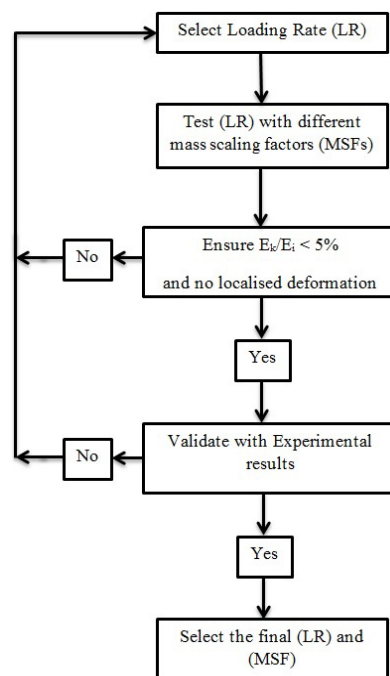 Select Loading Rate (LR)
Test (LR) with different
mass scaling factors (MSFs)
Ensure Eₖ/Eᵢ < 5%
and no localised deformation
No
Yes
Validate with Experimental
results
No
Yes
Select the final (LR) and
(MSF)